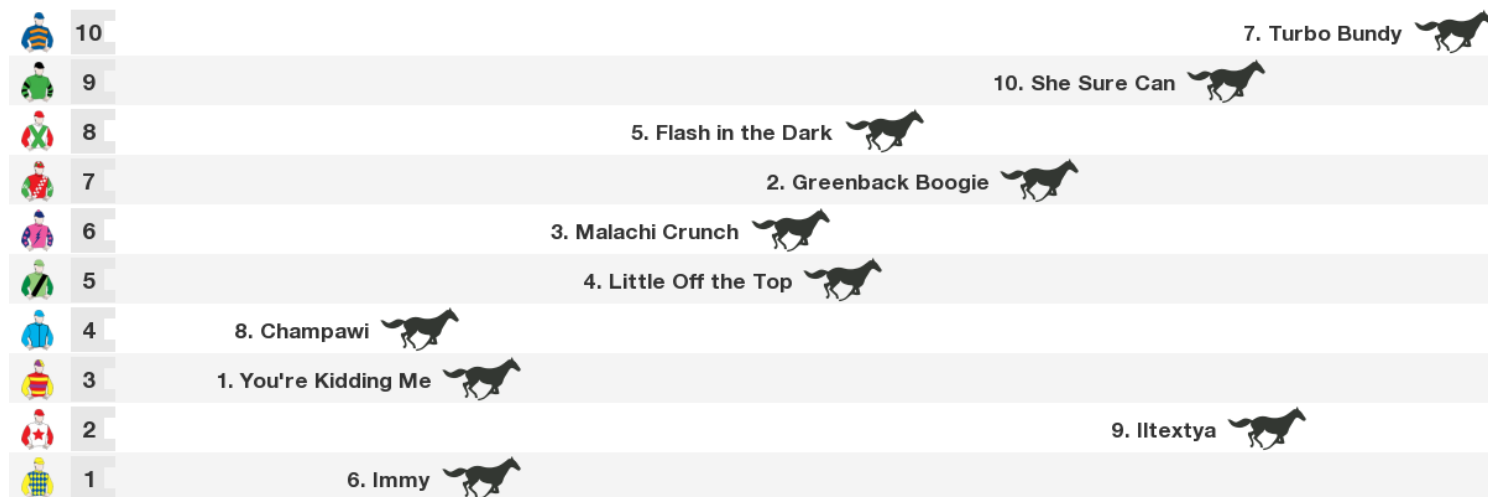 10 7. Turbo Bundy
9 10. She Sure Can
8 5. Flash in the Dark
7 2. Greenback Boogie
6 3. Malachi Crunch
5 4. Little Off the Top
4 8. Champawi
3 1. You're Kidding Me
2 9. Iltextya
1 6. Immy